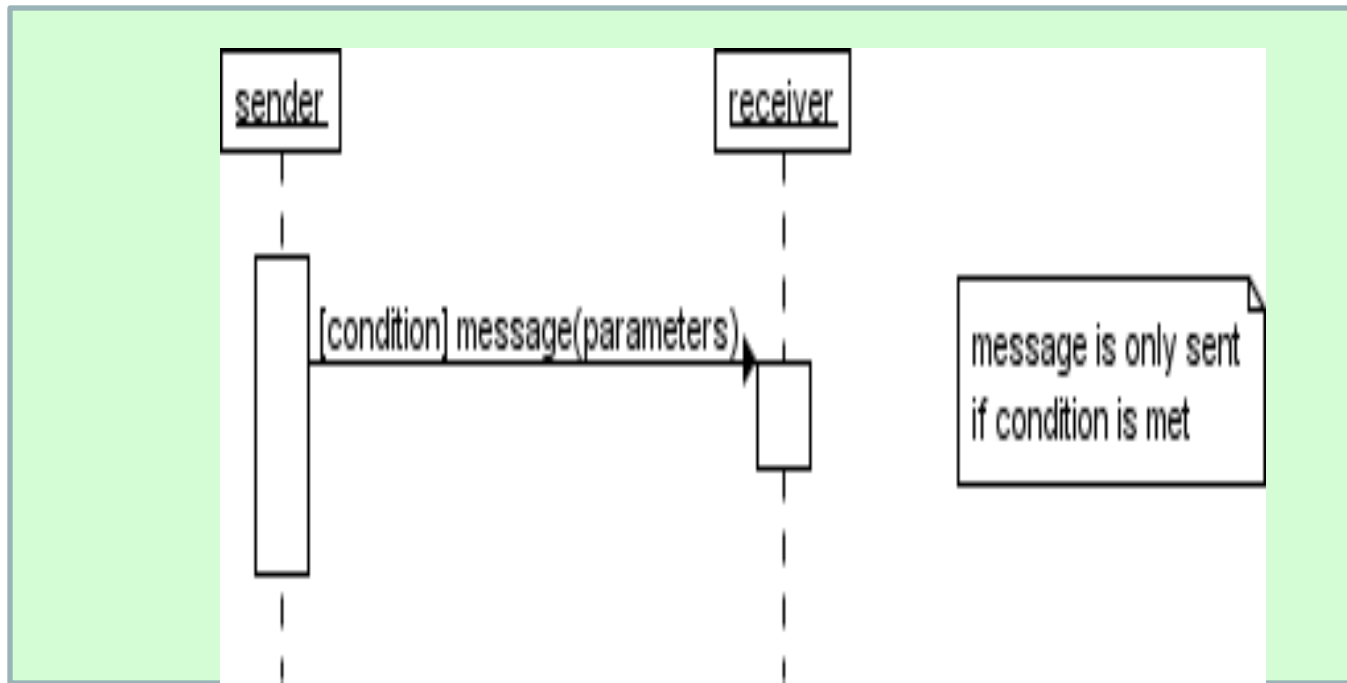 sender
receiver
[condition] message(parameters)
message is only sent
if condition is met